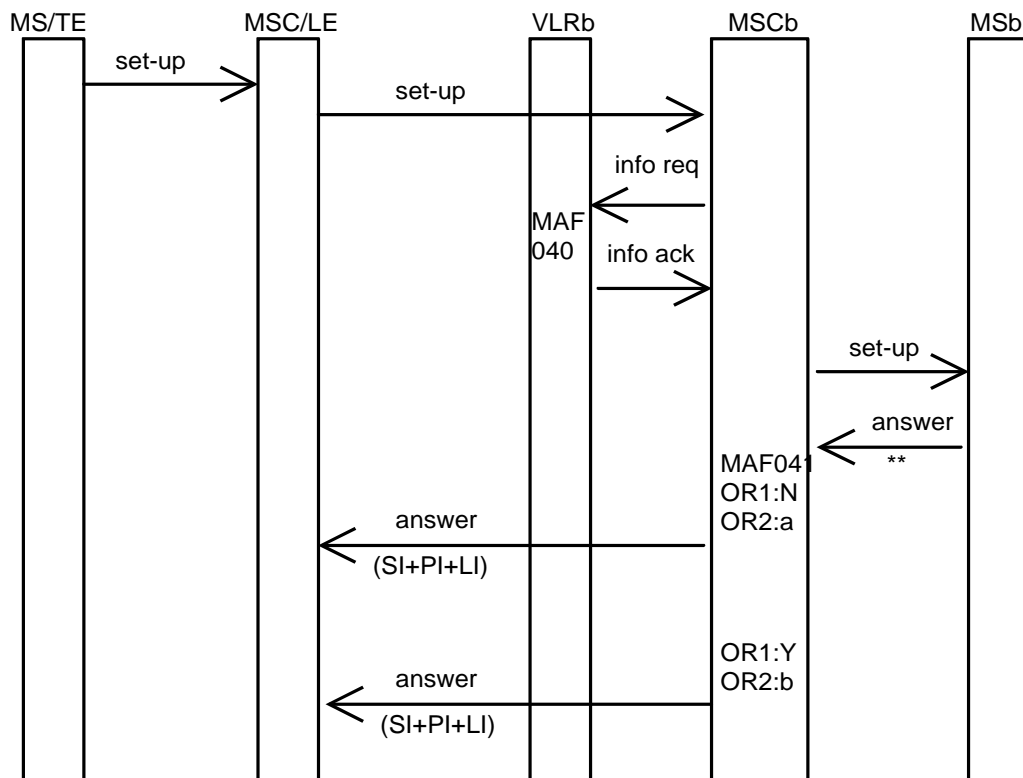 MS/TE MSC/LE VLRb MSCb MSb
set-up
set-up
info req
MAF
040
info ack
set-up
answer
**
MAF041
OR1:N
OR2:a
answer
(SI+PI+LI)
OR1:Y
OR2:b
answer
(SI+PI+LI)